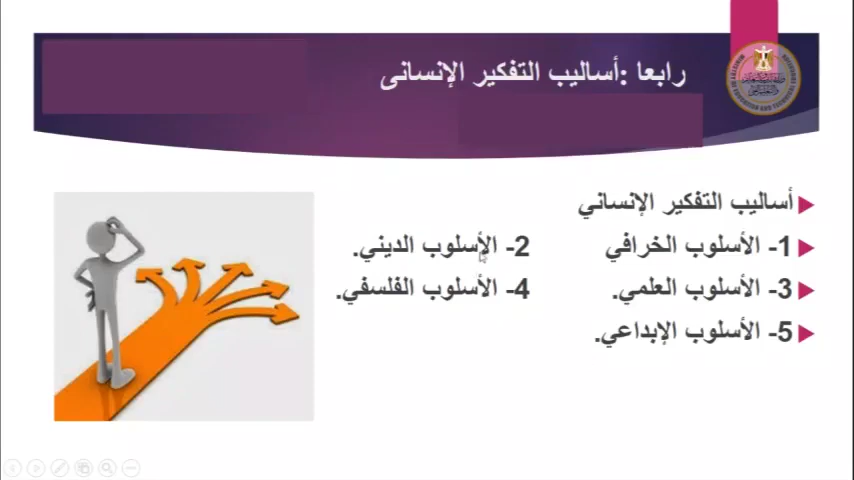 رابعا :أساليب التفكير الإنسانى
أساليب التفكير الإنساني
1- الأسلوب الخرافي
2- الأسلوب الديني.
3- الأسلوب العلمي.
4- الأسلوب الفلسفي.
5- الأسلوب الإبداعي.